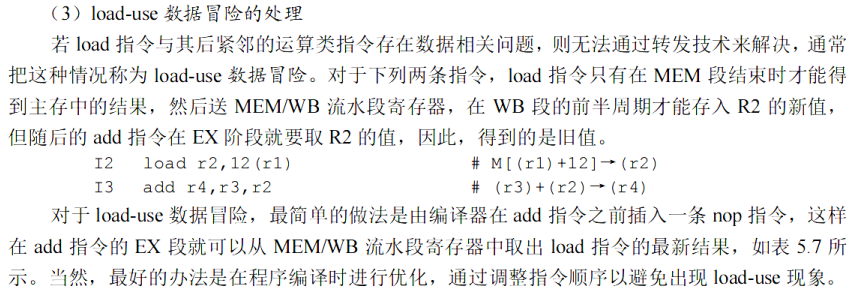 （3）load-use 数据冒险的处理
若 load 指令与其后紧邻的运算类指令存在数据相关问题，则无法通过转发技术来解决，通常
把这种情况称为 load-use 数据冒险。对于下列两条指令，load 指令只有在 MEM 段结束时才能得
到主存中的结果，然后送 MEM/WB 流水段寄存器，在 WB 段的前半周期才能存入 R2 的新值，
但随后的 add 指令在 EX 阶段就要取 R2 的值，因此，得到的是旧值。
I2 load r2,12(r1) # M[(r1)+12]→(r2)
I3 add r4,r3,r2 # (r3)+(r2)→(r4)
对于 load-use 数据冒险，最简单的做法是由编译器在 add 指令之前插入一条 nop 指令，这样
在 add 指令的 EX 段就可以从 MEM/WB 流水段寄存器中取出 load 指令的最新结果，如表 5.7 所
示。当然，最好的办法是在程序编译时进行优化，通过调整指令顺序以避免出现 load-use 现象。